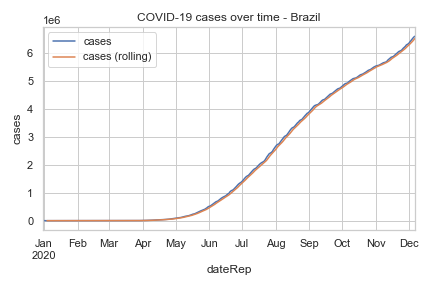 COVID-19 cases over time - Brazil
1e6
cases
cases (rolling)
6
5
4
3
2
1
0
cases
Jan Feb Mar Apr May Jun Jul Aug Sep Oct Nov Dec
2020
dateRep